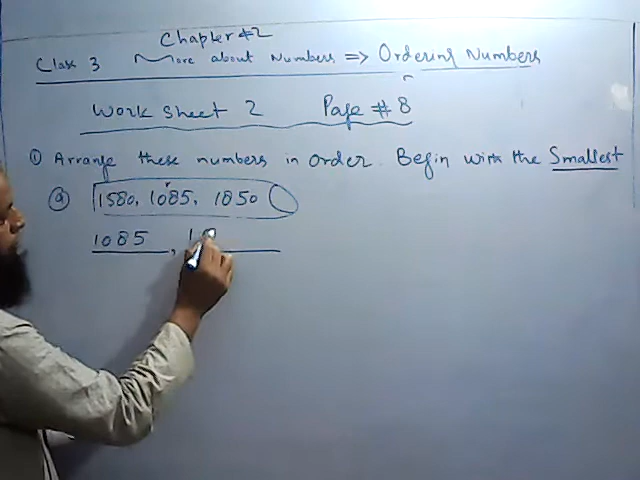 Chapter # 2
Class 3 More about Numbers => Ordering Numbers
Work Sheet 2 Page # 8
① Arrange these numbers in order. Begin with the Smallest
ⓐ 1580, 1085, 1850
1085 , 1